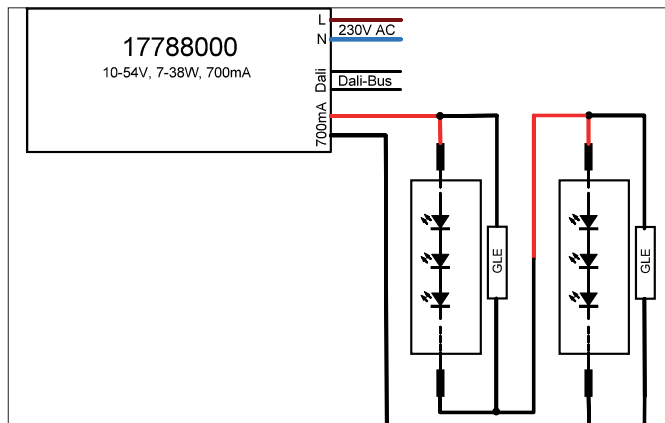 17788000
10-54V, 7-38W, 700mA
L
230V AC
N
Dali
Dali-Bus
700mA
GLE
GLE